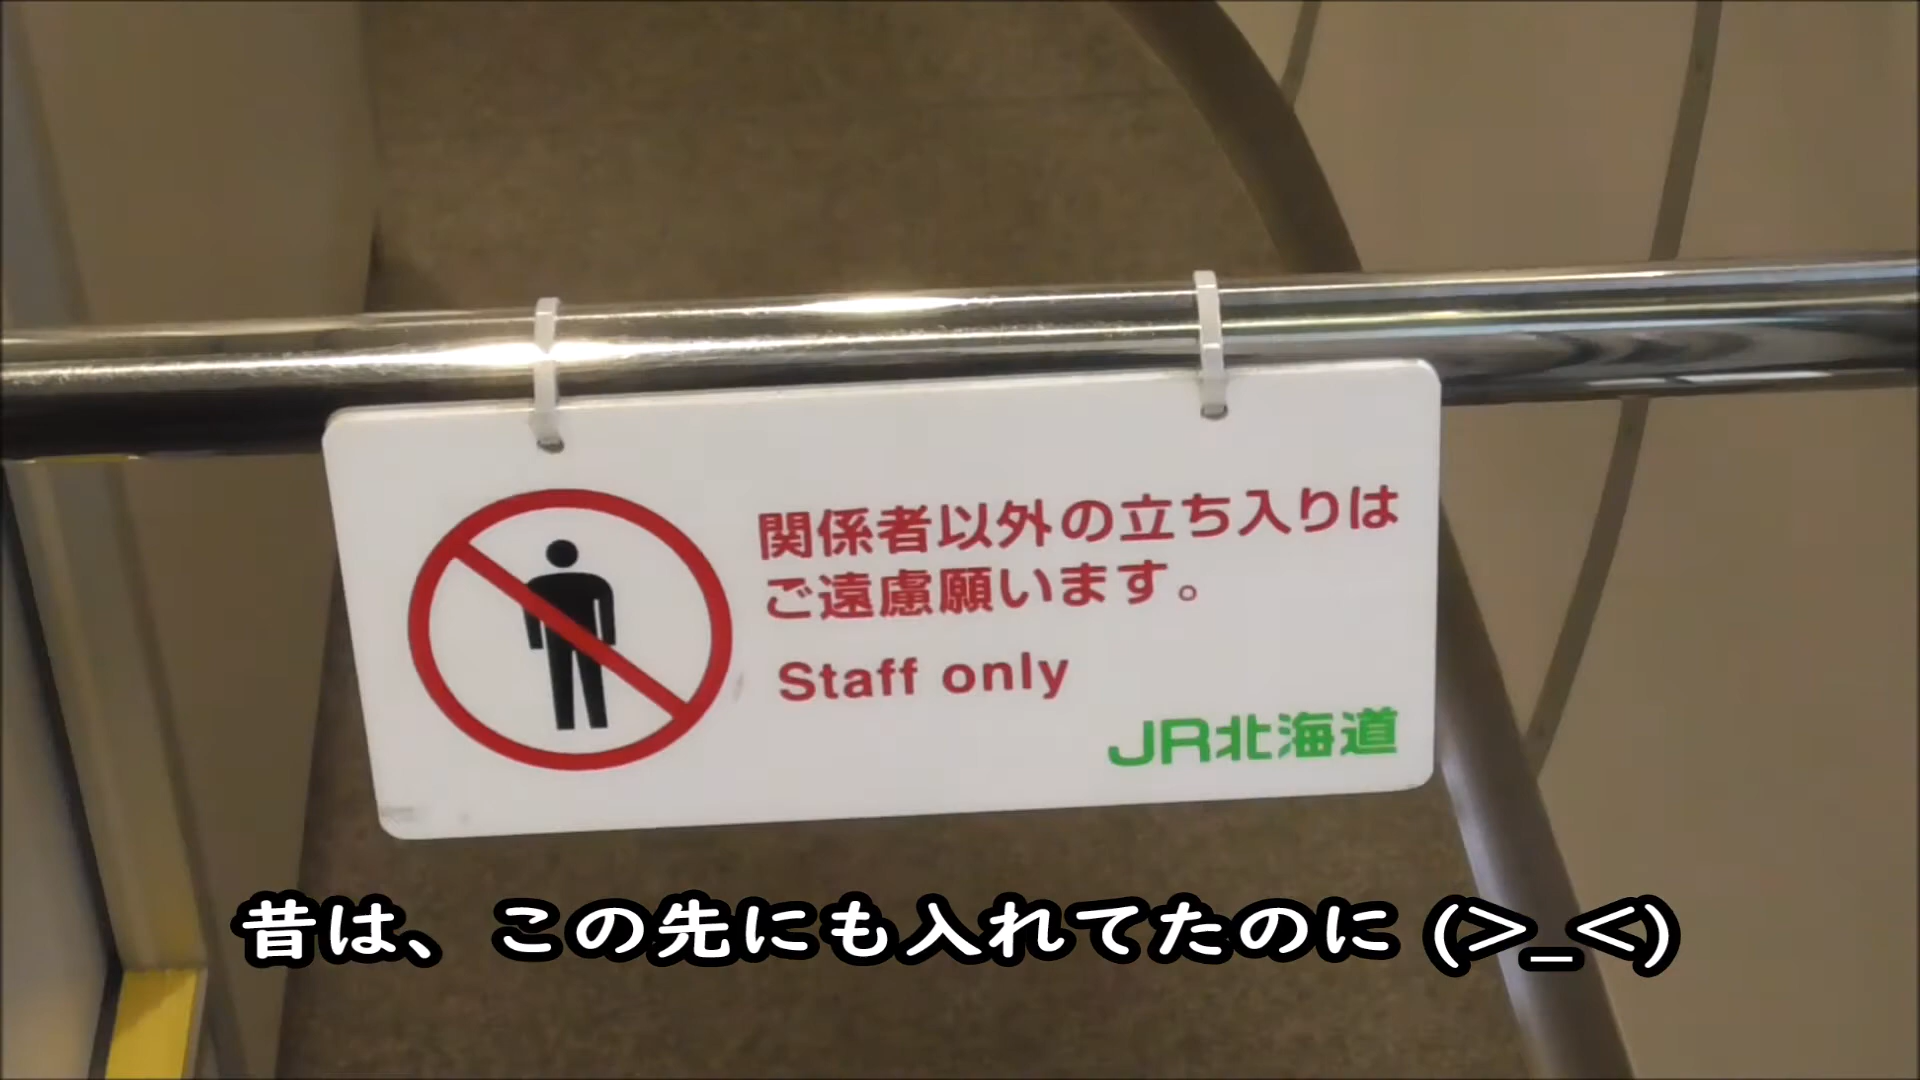 関係者以外の立ち入りは
ご遠慮願います。
Staff only
JR北海道
昔は、この先にも入れてたのに (>_<)